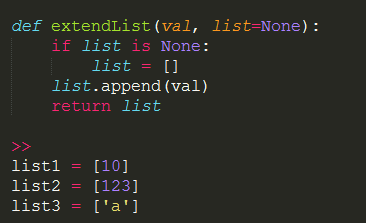 def extendList(val, list=None):
    if list is None:
        list = []
    list.append(val)
    return list
>>
list1 = [10]
list2 = [123]
list3 = ['a']